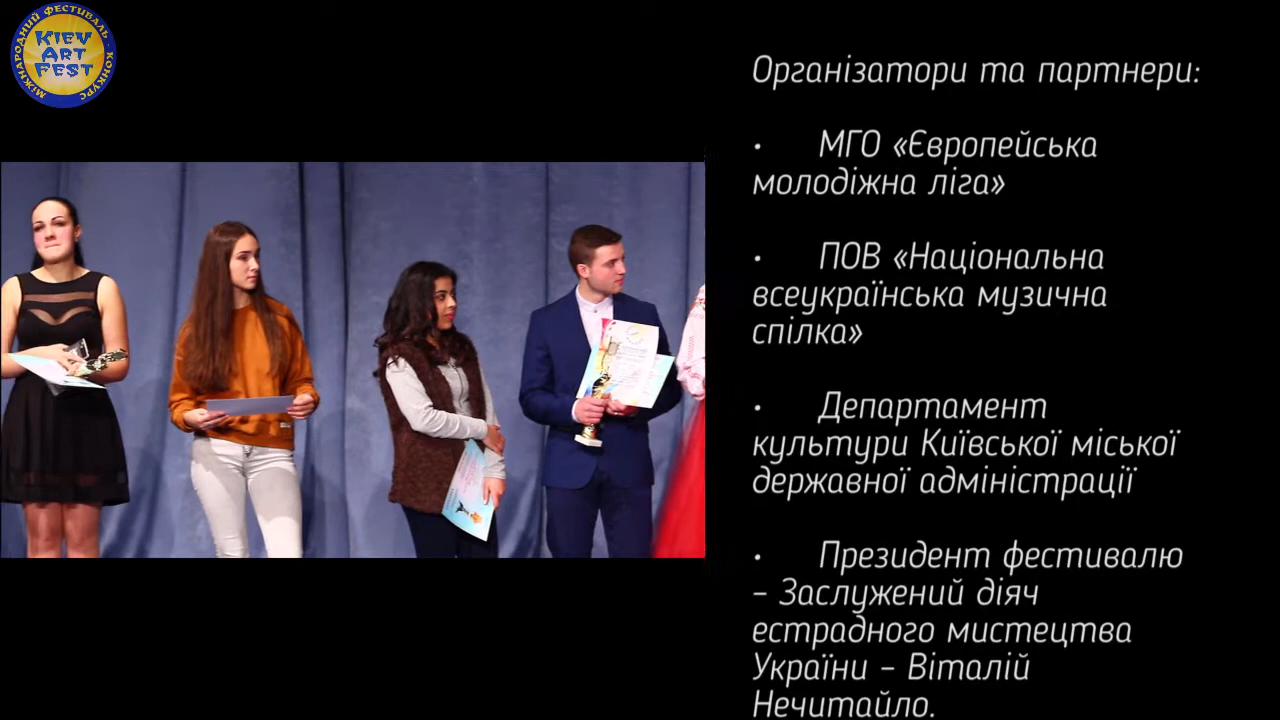 МІЖНАРОДНИЙ ФЕСТИВАЛЬ - КОНКУРС
KIEV
ART
FEST
Організатори та партнери:
• МГО «Європейська
молодіжна ліга»
• ПОВ «Національна
всеукраїнська музична
спілка»
• Департамент
культури Київської міської
державної адміністрації
• Президент фестивалю
– Заслужений діяч
естрадного мистецтва
України – Віталій
Нечитайло.